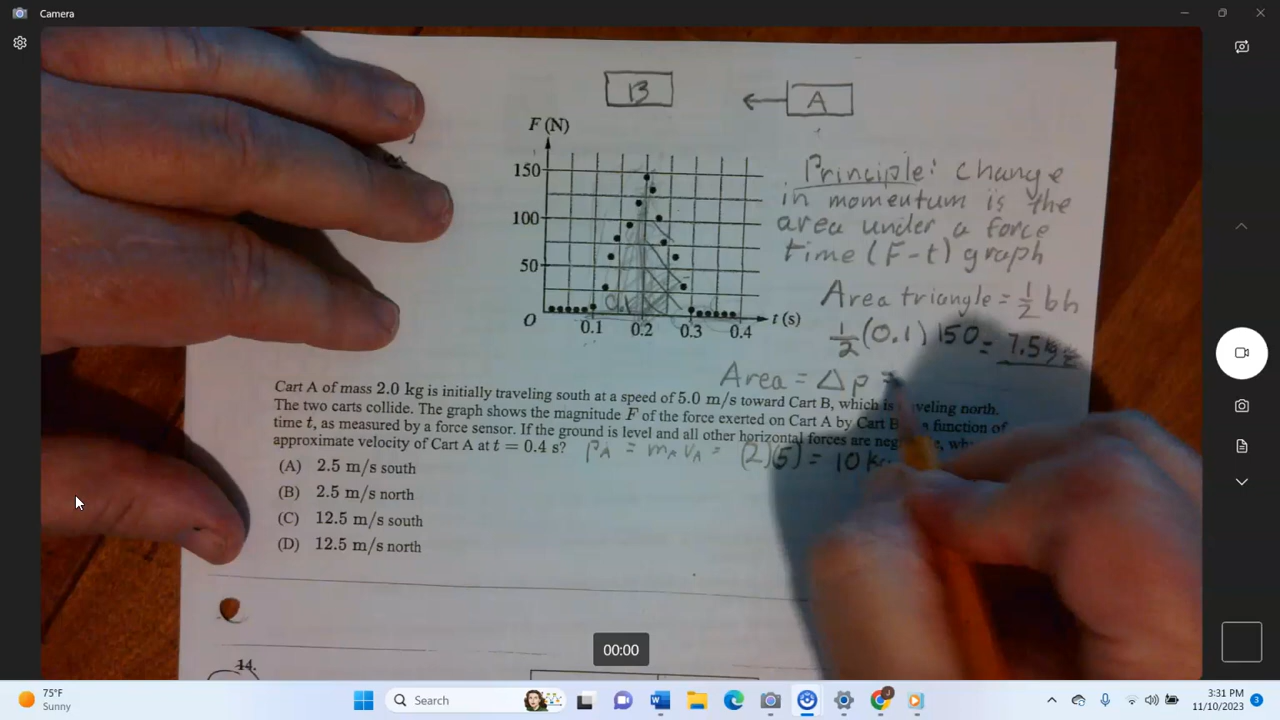 Camera
B
A
F (N)
150
100
50
O
0.1 0.2 0.3 0.4
t (s)
Principle: change
in momentum is the
area under a force
time (F-t) graph
Area triangle = 1/2 bh
1/2 (0.1) 150 = 7.5
Area = Δp =
Cart A of mass 2.0 kg is initially traveling south at a speed of 5.0 m/s toward Cart B, which is traveling north.
The two carts collide. The graph shows the magnitude F of the force exerted on Cart A by Cart B function of
time t, as measured by a force sensor. If the ground is level and all other horizontal forces are
approximate velocity of Cart A at t = 0.4 s?
pA = mA vA = (2)(5) = 10
(A) 2.5 m/s south
(B) 2.5 m/s north
(C) 12.5 m/s south
(D) 12.5 m/s north
14.
00:00
75°F
Sunny
Search
3:31 PM
11/10/2023
3